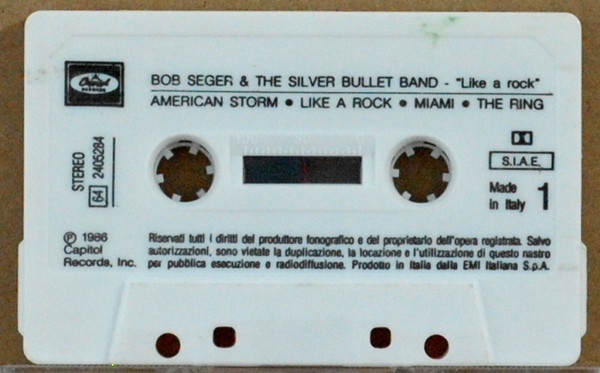 Capitol
RECORDS
BOB SEGER & THE SILVER BULLET BAND - "Like a rock"
AMERICAN STORM • LIKE A ROCK • MIAMI • THE RING
STEREO
64 2405284
S.I.A.E.
Made
in Italy
1
℗ 1986
Capitol
Records, Inc.
Riservati tutti i diritti del produttore fonografico e del proprietario dell'opera registrata. Salvo
autorizzazioni, sono vietate la duplicazione, la locazione e l'utilizzazione di questo nastro
per pubblica esecuzione e radiodiffusione. Prodotto in Italia dalla EMI Italiana S.p.A.